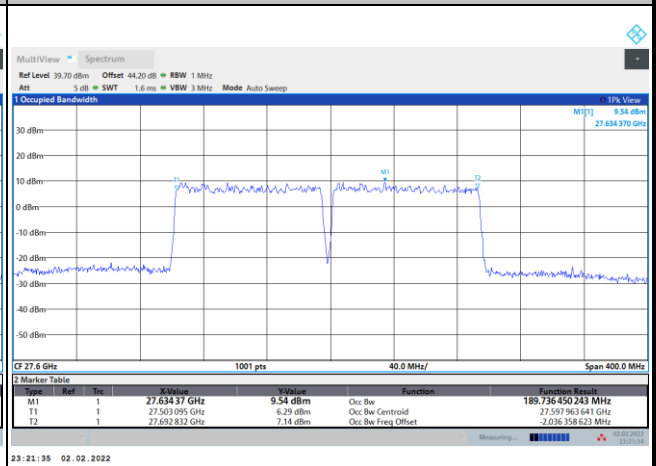 MultiView Spectrum
Ref Level 39.70 dBm Offset 44.20 dB RBW 1 MHz
Att 5 dB SWT 1.6 ms VBW 3 MHz Mode Auto Sweep
1 Occupied Bandwidth 1Pk View
M1[1] 9.54 dBm
27.634 370 GHz
30 dBm
20 dBm
M1
T1 T2
10 dBm
0 dBm
-10 dBm
-20 dBm
-30 dBm
-40 dBm
-50 dBm
CF 27.6 GHz 1001 pts 40.0 MHz/ Span 400.0 MHz
2 Marker Table
Type Ref Trc X-Value Y-Value Function Function Result
M1 1 27.634 37 GHz 9.54 dBm Occ Bw 189.736 450 243 MHz
T1 1 27.503 095 GHz 6.29 dBm Occ Bw Centroid 27.597 963 641 GHz
T2 1 27.692 832 GHz 7.14 dBm Occ Bw Freq Offset -2.036 358 623 MHz
Measuring... 02.02.2022
23:21:34
23:21:35 02.02.2022